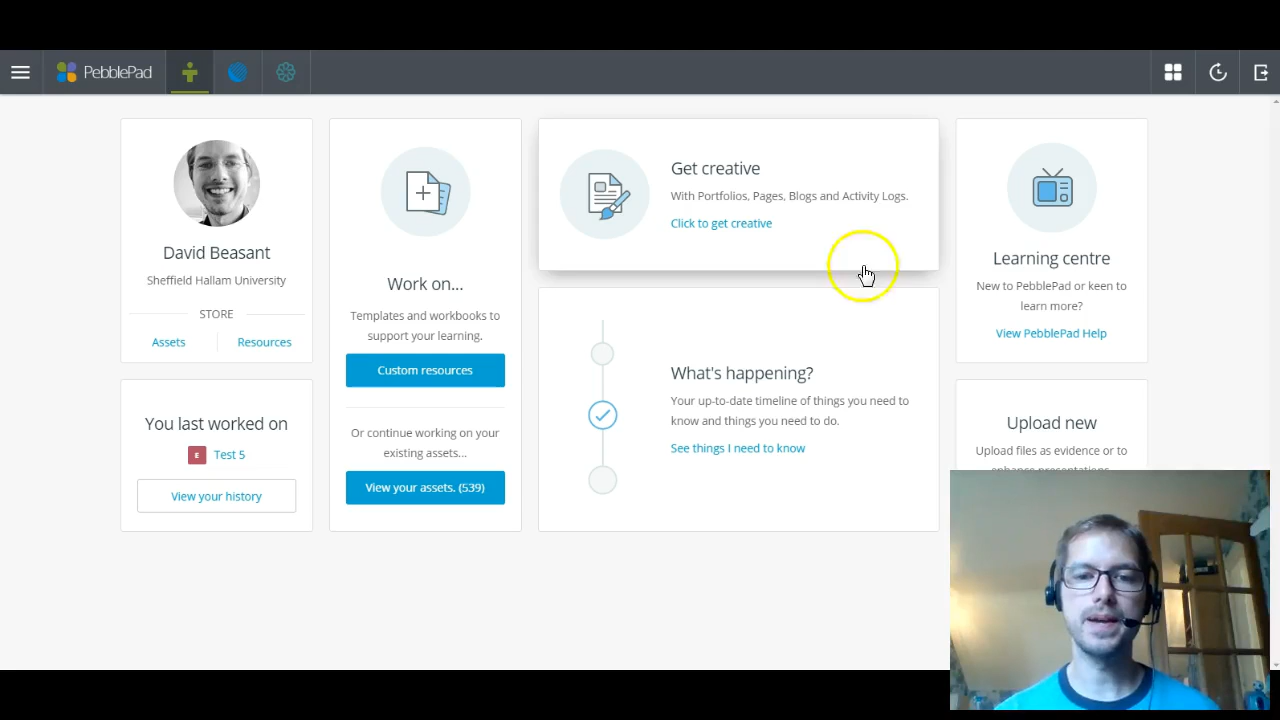 PebblePad
David Beasant
Sheffield Hallam University
STORE
Assets
Resources
You last worked on
E Test 5
View your history
Work on...
Templates and workbooks to
support your learning.
Custom resources
Or continue working on your
existing assets...
View your assets. (539)
Get creative
With Portfolios, Pages, Blogs and Activity Logs.
Click to get creative
What's happening?
Your up-to-date timeline of things you need to
know and things you need to do.
See things I need to know
Learning centre
New to PebblePad or keen to
learn more?
View PebblePad Help
Upload new
Upload files as evidence or to
enhance presentations